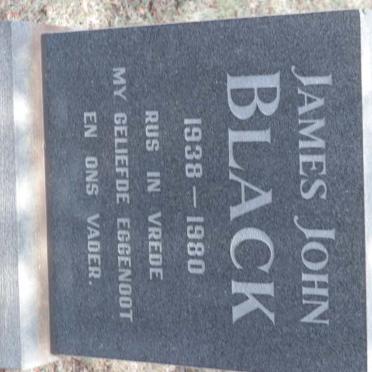 JAMES JOHN
BLACK
1938 – 1980
RUS IN VREDE
MY GELIEFDE EGGENOOT
EN ONS VADER.